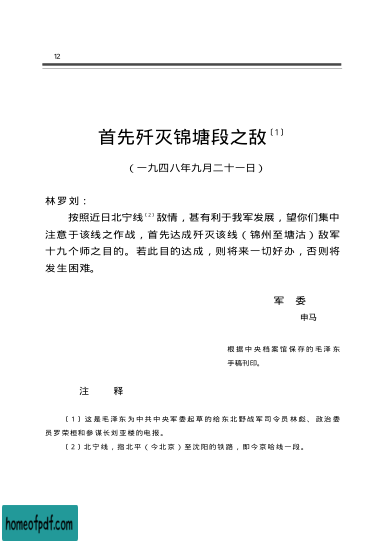 12
首先歼灭锦塘段之敌〔1〕
（一九四八年九月二十一日）
林罗刘：
按照近日北宁线〔2〕敌情，甚有利于我军发展，望你们集中
注意于该线之作战，首先达成歼灭该线（锦州至塘沽）敌军
十九个师之目的。若此目的达成，则将来一切好办，否则将
发生困难。
军 委
申马
根据中央档案馆保存的毛泽东
手稿刊印。
注 释
〔1〕这是毛泽东为中共中央军委起草的给东北野战军司令员林彪、政治委
员罗荣桓和参谋长刘亚楼的电报。
〔2〕北宁线，指北平（今北京）至沈阳的铁路，即今京哈线一段。
homeofpdf.com